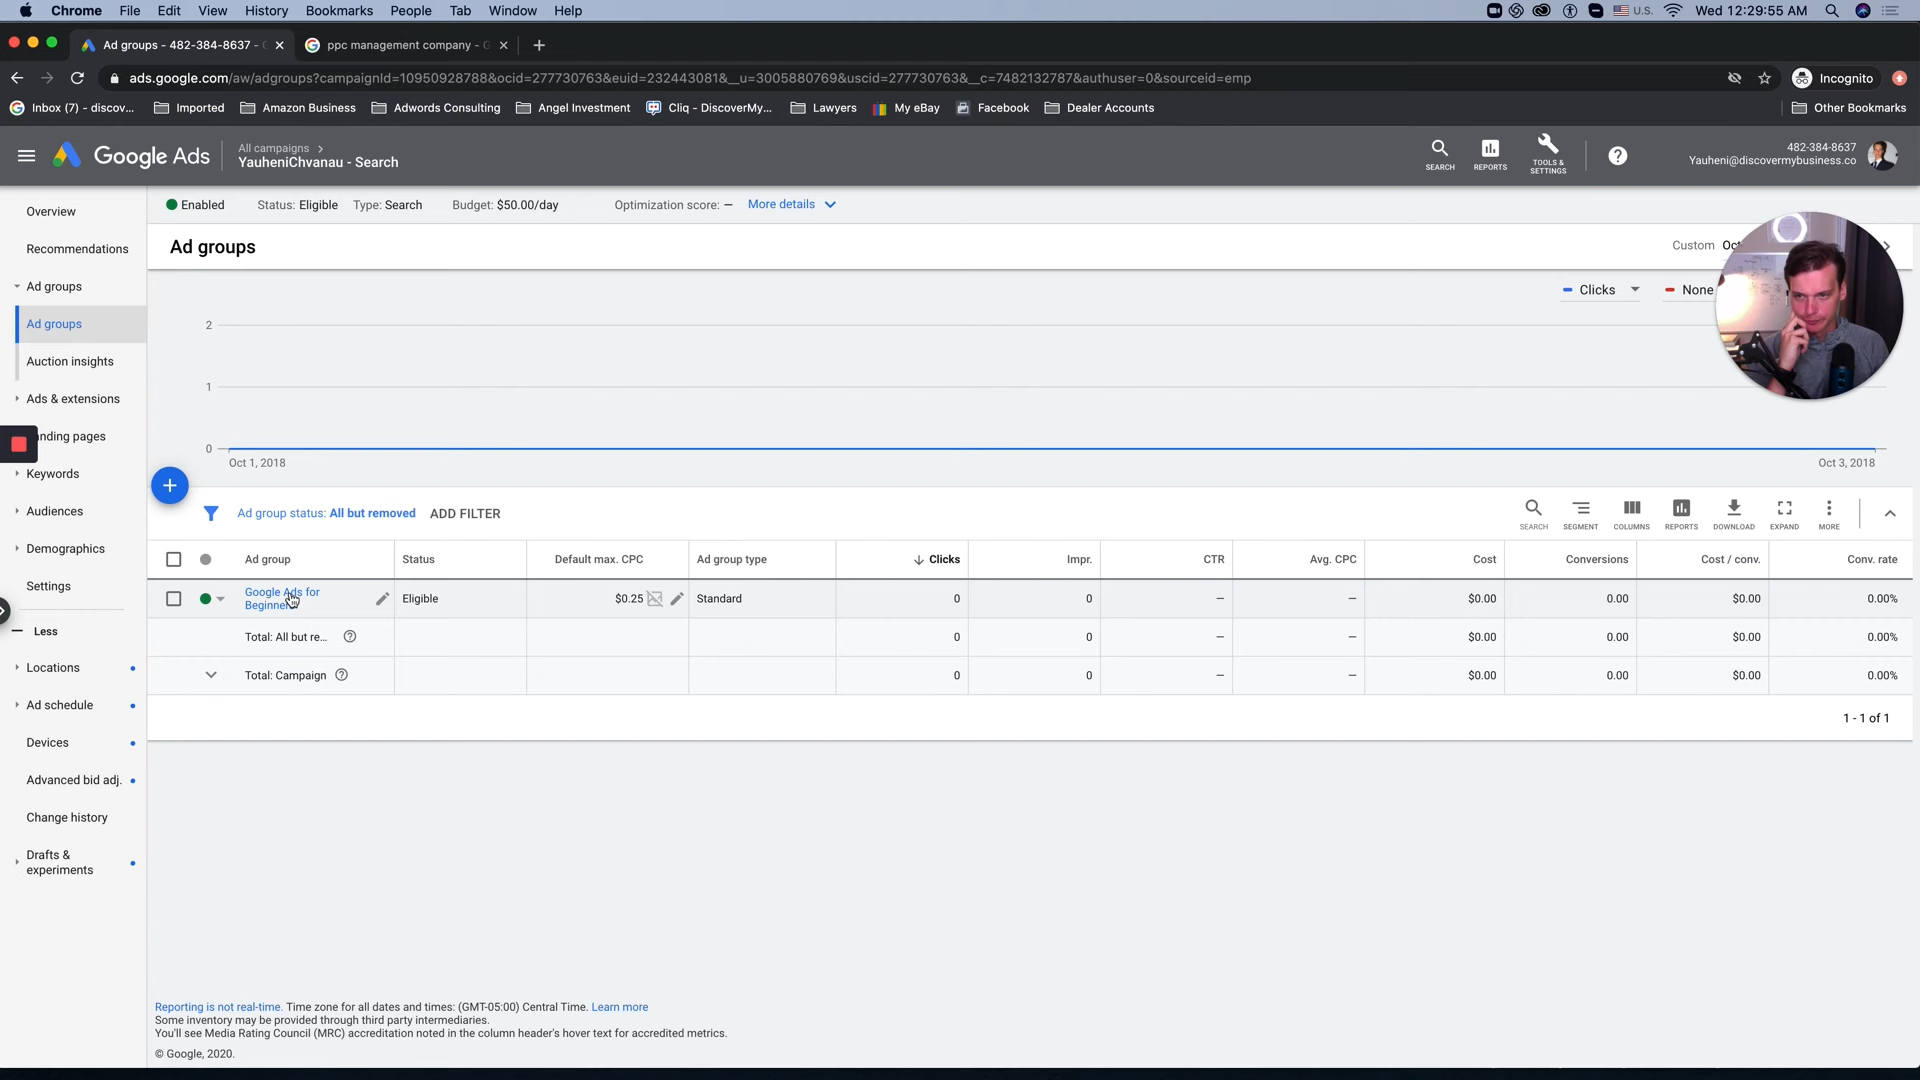 Chrome File Edit View History Bookmarks People Tab Window Help U.S. Wed 12:29:55 AM
Ad groups - 482-384-8637 - G ppc management company - G
ads.google.com/aw/adgroups?campaignId=10950928788&ocid=277730763&euid=232443081&__u=3005880769&uscid=277730763&__c=7482132787&authuser=0&sourceid=emp Incognito
Inbox (7) - discov... Imported Amazon Business Adwords Consulting Angel Investment Cliq - DiscoverMy... Lawyers My eBay Facebook Dealer Accounts Other Bookmarks
Google Ads
All campaigns
YauheniChvanau - Search
SEARCH REPORTS TOOLS & SETTINGS
482-384-8637
Yauheni@discovermybusiness.co
Overview
Recommendations
Ad groups
Ad groups
Auction insights
Ads & extensions
anding pages
Keywords
Audiences
Demographics
Settings
Less
Locations
Ad schedule
Devices
Advanced bid adj.
Change history
Drafts &
experiments
Enabled Status: Eligible Type: Search Budget: $50.00/day Optimization score: – More details
Ad groups Custom Oct
Clicks None
2
1
0
Oct 1, 2018 Oct 3, 2018
Ad group status: All but removed ADD FILTER SEARCH SEGMENT COLUMNS REPORTS DOWNLOAD EXPAND MORE
Ad group Status Default max. CPC Ad group type Clicks Impr. CTR Avg. CPC Cost Conversions Cost / conv. Conv. rate
Google Ads for
Beginner
Eligible $0.25 Standard 0 0 – – $0.00 0.00 $0.00 0.00%
Total: All but re... 0 0 – – $0.00 0.00 $0.00 0.00%
Total: Campaign 0 0 – – $0.00 0.00 $0.00 0.00%
1 - 1 of 1
Reporting is not real-time. Time zone for all dates and times: (GMT-05:00) Central Time. Learn more
Some inventory may be provided through third party intermediaries.
You'll see Media Rating Council (MRC) accreditation noted in the column header's hover text for accredited metrics.
© Google, 2020.